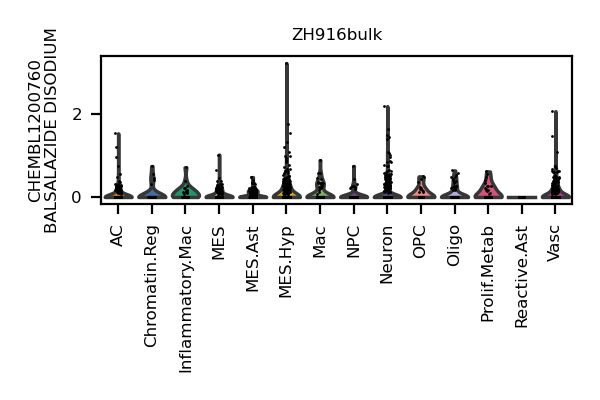 ZH916bulk
CHEMBL1200760
BALSALAZIDE DISODIUM
2
0
AC
Chromatin.Reg
Inflammatory.Mac
MES
MES.Ast
MES.Hyp
Mac
NPC
Neuron
OPC
Oligo
Prolif.Metab
Reactive.Ast
Vasc